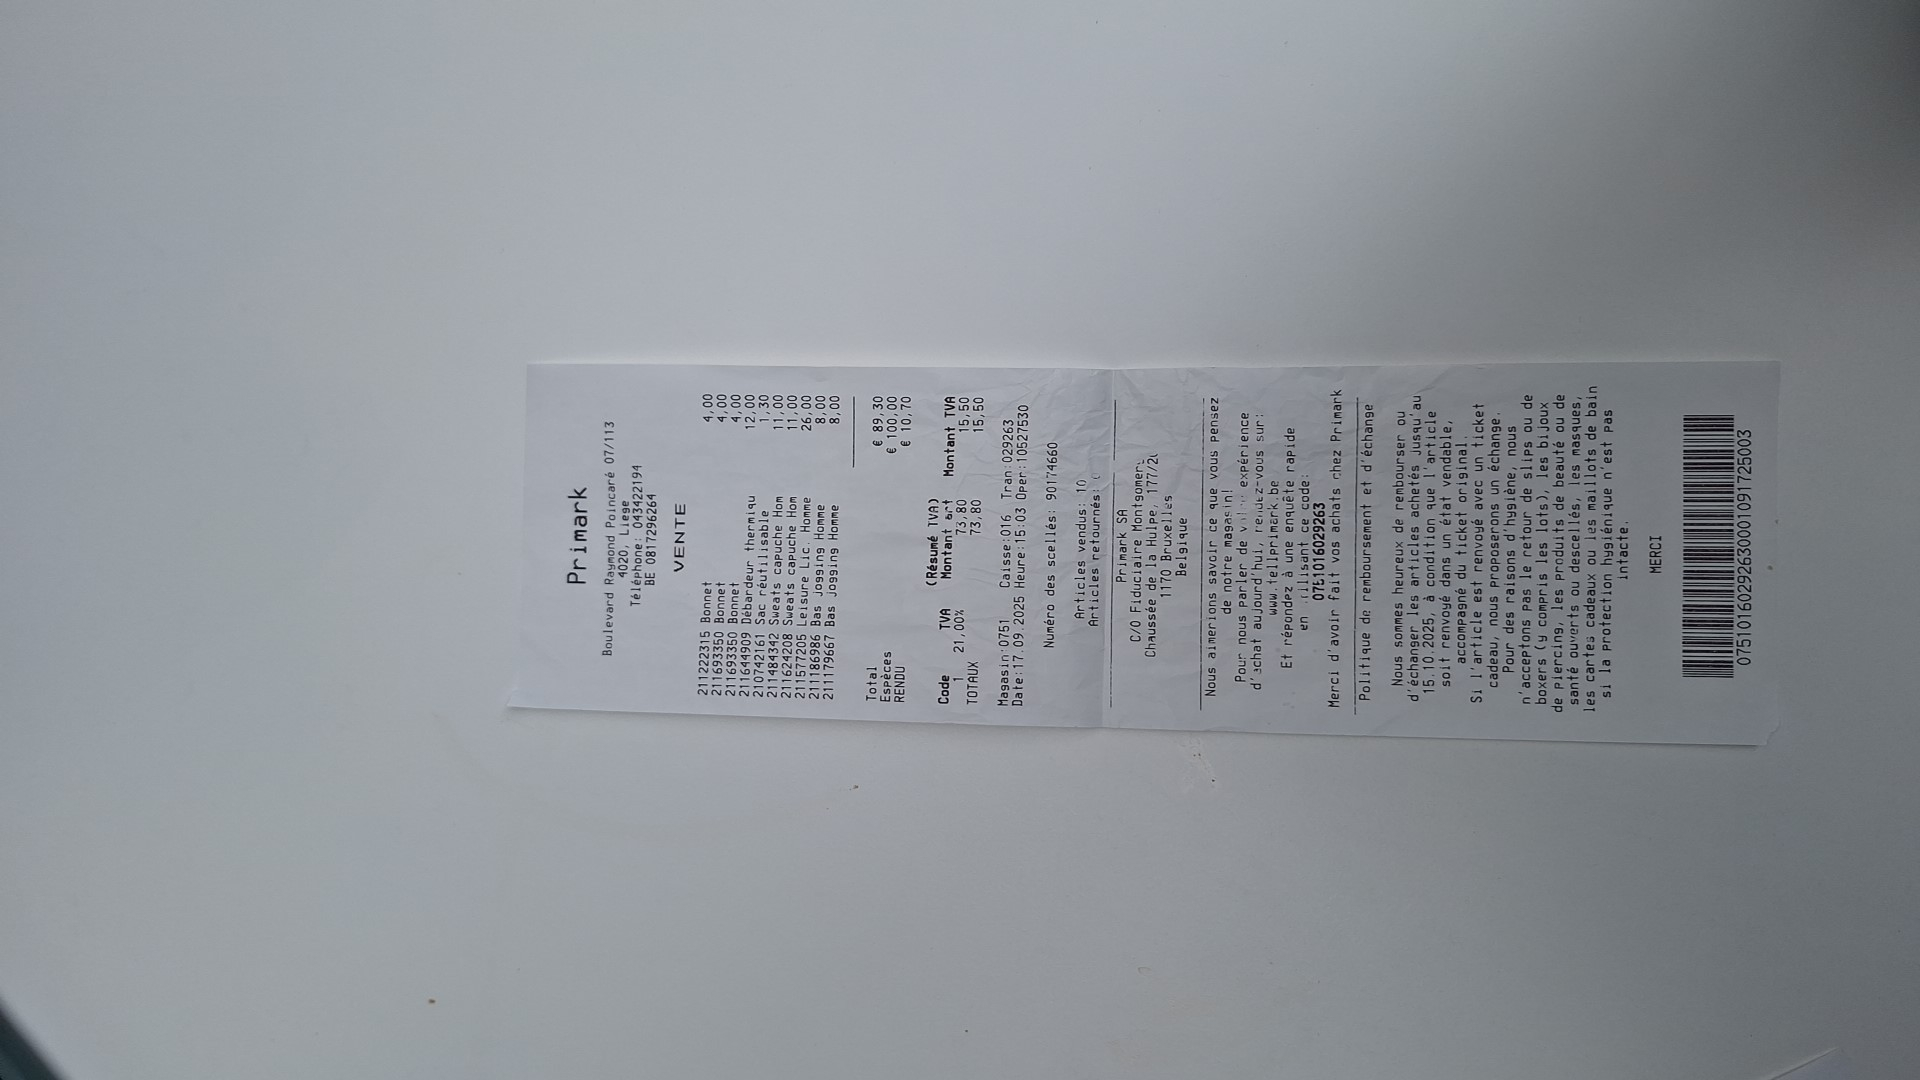 Primark
Boulevard Raymond Poincaré 07/113
4020, Liege
Téléphone: 043422194
BE 0817296264
VENTE
211222315 Bonnet 4,00
211693350 Bonnet 4,00
211693350 Bonnet 4,00
211644909 Débardeur thermiqu 12,00
210742161 Sac réutilisable 1,30
211484342 Sweats capuche Hom 11,00
211624208 Sweats capuche Hom 11,00
211577205 Leisure Lic. Homme 26,00
211186986 Bas Jogging Homme 8,00
211179667 Bas Jogging Homme 8,00
Total € 89,30
Espèces € 100,00
RENDU € 10,70
(Résumé TVA)
Code TVA Montant Montant TVA
1 21,00% 73,80 15,50
TOTAUX 73,80 15,50
Magasin:0751 Caisse:016 Tran:029263
Date:17.09.2025 Heure:15:03 Oper:10527530
Numéro des scellés: 90174660
Articles vendus: 10
Articles retournés:
Primark SA
C/O Fiduciaire
Chaussée de la Hulpe,
1170 Bruxelles
Belgique
Nous aimerions savoir ce que vous pensez
de notre magasin!
Pour nous parler de expérience
d'achat aujourd'hui, rendez-vous sur:
www.tellprimark.be
Et répondez à une enquête rapide
en utilisant ce code:
Merci d'avoir fait vos achats chez Primark
Politique de remboursement et d'échange
Nous sommes heureux de rembourser ou
d'échanger les articles achetés jusqu'au
15.10.2025, à condition que l'article
soit renvoyé dans un état vendable,
accompagné du ticket original.
Si l'article est renvoyé avec un ticket
cadeau, nous proposerons un échange.
Pour des raisons d'hygiène, nous
n'acceptons pas le retour de slips ou de
boxers (y compris les lots), les bijoux
de piercing, les produits de beauté ou de
santé ouverts ou descellés, les masques,
les cartes cadeaux ou les maillots de bain
si la protection hygiénique n'est pas
intacte.
MERCI
07510160292630001091725003